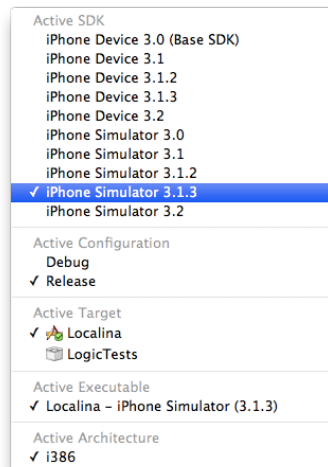 Active SDK
iPhone Device 3.0 (Base SDK)
iPhone Device 3.1
iPhone Device 3.1.2
iPhone Device 3.1.3
iPhone Device 3.2
iPhone Simulator 3.0
iPhone Simulator 3.1
iPhone Simulator 3.1.2
✓ iPhone Simulator 3.1.3
iPhone Simulator 3.2
Active Configuration
Debug
✓ Release
Active Target
✓ Localina
LogicTests
Active Executable
✓ Localina – iPhone Simulator (3.1.3)
Active Architecture
✓ i386